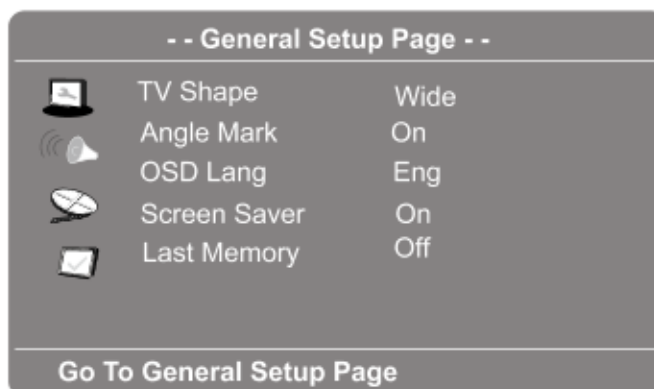 - - General Setup Page - -
TV Shape Wide
Angle Mark On
OSD Lang Eng
Screen Saver On
Last Memory Off
Go To General Setup Page